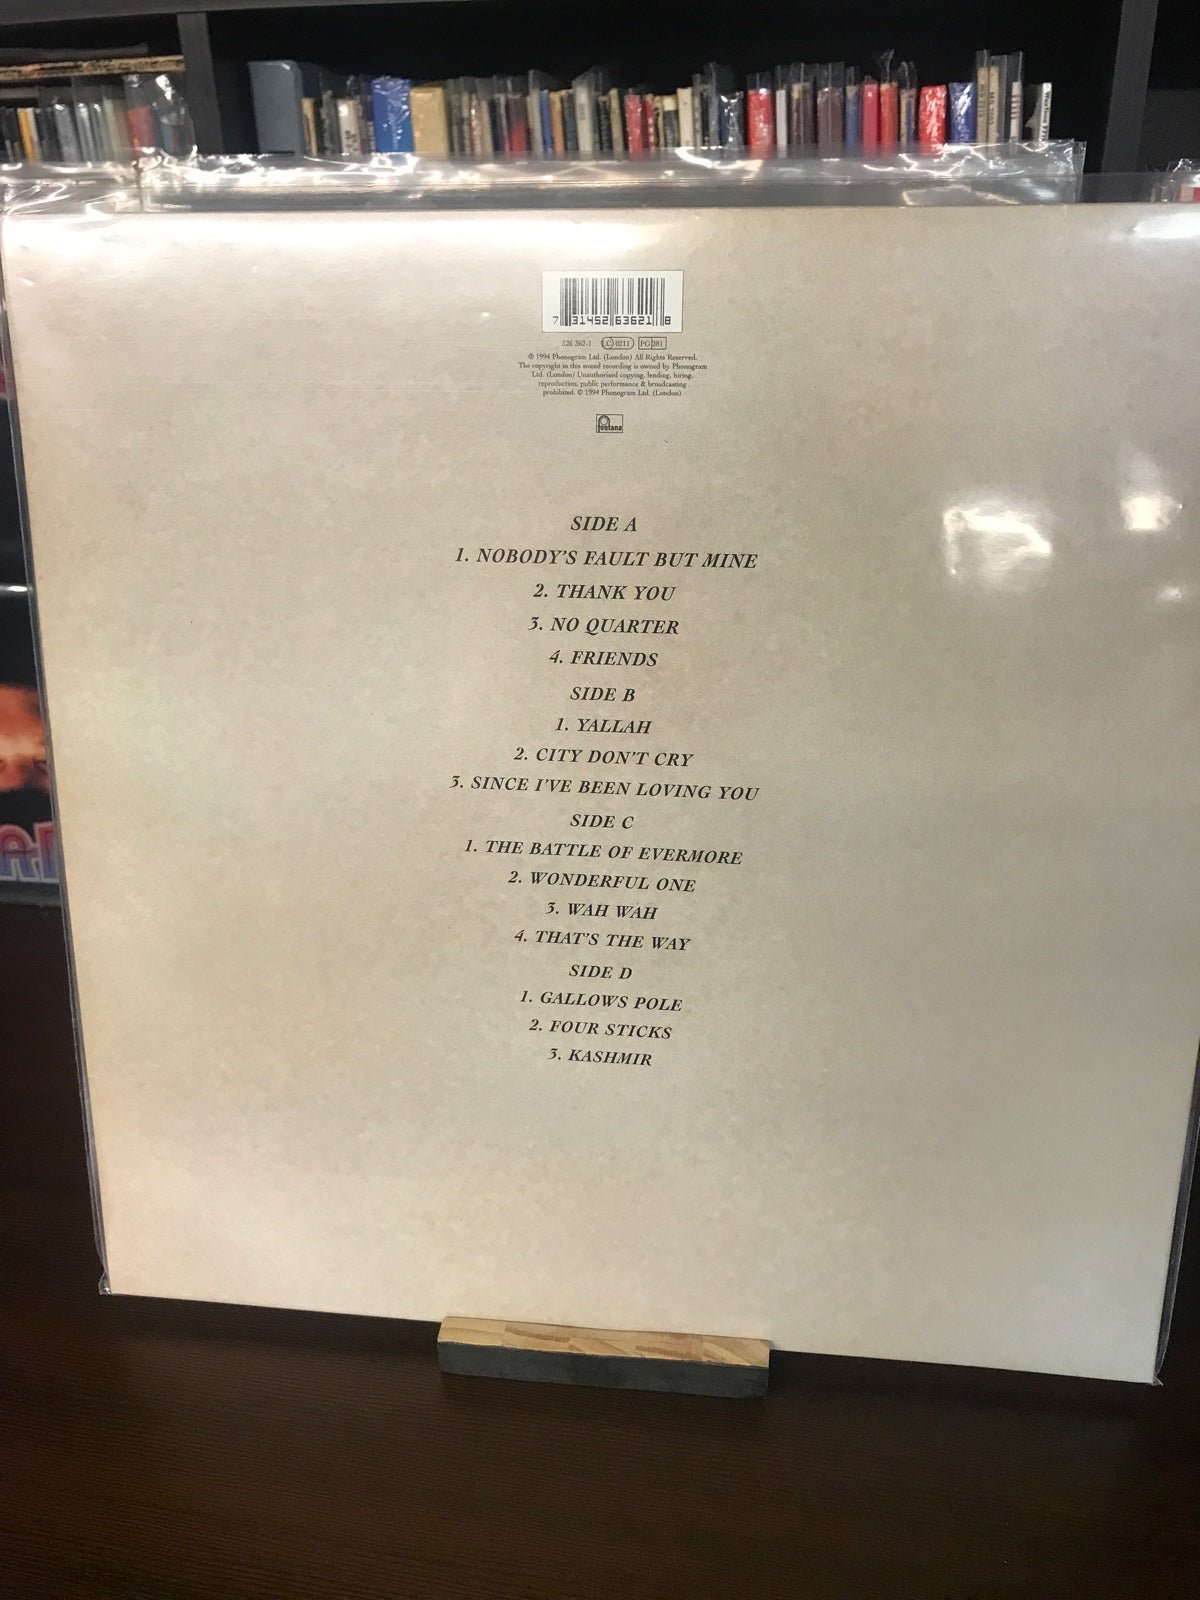 7 31452 63621 8
526 362-1 LC 0211 PG 281
℗ 1994 Phonogram Ltd. (London) All Rights Reserved.
The copyright in this sound recording is owned by Phonogram
Ltd. (London) Unauthorised copying, lending, hiring,
reproduction, public performance & broadcasting
prohibited. © 1994 Phonogram Ltd. (London)
fontana
SIDE A
1. NOBODY'S FAULT BUT MINE
2. THANK YOU
3. NO QUARTER
4. FRIENDS
SIDE B
1. YALLAH
2. CITY DON'T CRY
3. SINCE I'VE BEEN LOVING YOU
SIDE C
1. THE BATTLE OF EVERMORE
2. WONDERFUL ONE
3. WAH WAH
4. THAT'S THE WAY
SIDE D
1. GALLOWS POLE
2. FOUR STICKS
3. KASHMIR